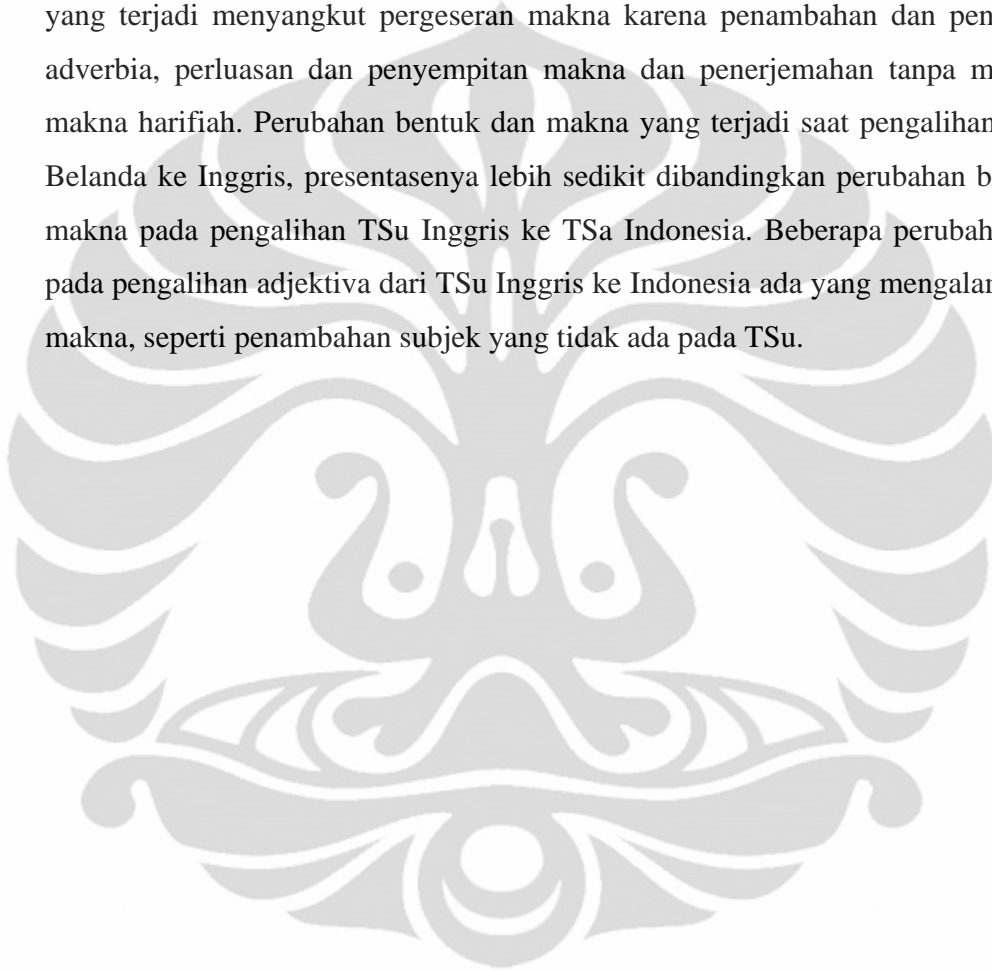 yang terjadi menyangkut pergeseran makna karena penambahan dan pen
adverbia, perluasan dan penyempitan makna dan penerjemahan tanpa m
makna harifiah. Perubahan bentuk dan makna yang terjadi saat pengalihan
Belanda ke Inggris, presentasenya lebih sedikit dibandingkan perubahan b
makna pada pengalihan TSu Inggris ke TSa Indonesia. Beberapa perubah
pada pengalihan adjektiva dari TSu Inggris ke Indonesia ada yang mengalan
makna, seperti penambahan subjek yang tidak ada pada TSu.